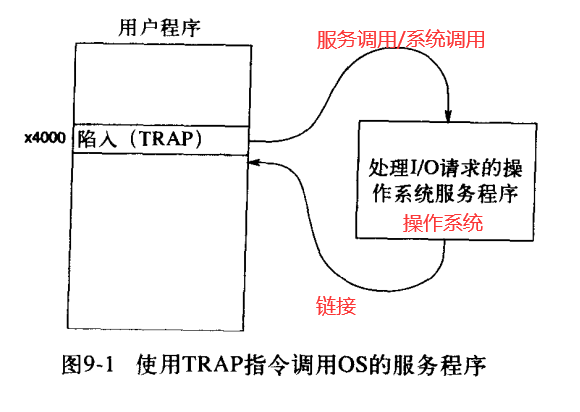 用户程序
服务调用/系统调用
x4000 陷入（TRAP）
处理I/O请求的操
作系统服务程序
操作系统
链接
图9-1 使用TRAP指令调用OS的服务程序